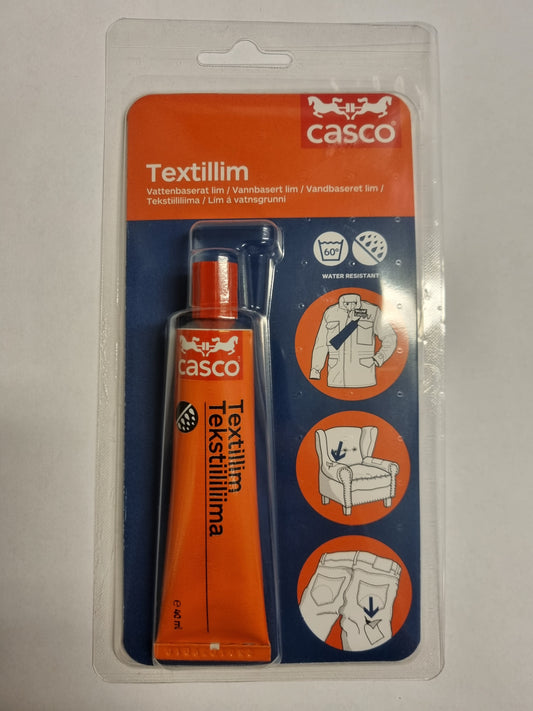 casco®
Textillim
Vattenbaserat lim / Vannbasert lim / Vandbaseret lim /
Tekstiililiima / Lím á vatnsgrunni
60°
WATER RESISTANT
casco
Textillim
Tekstiililiima
e 40 ml